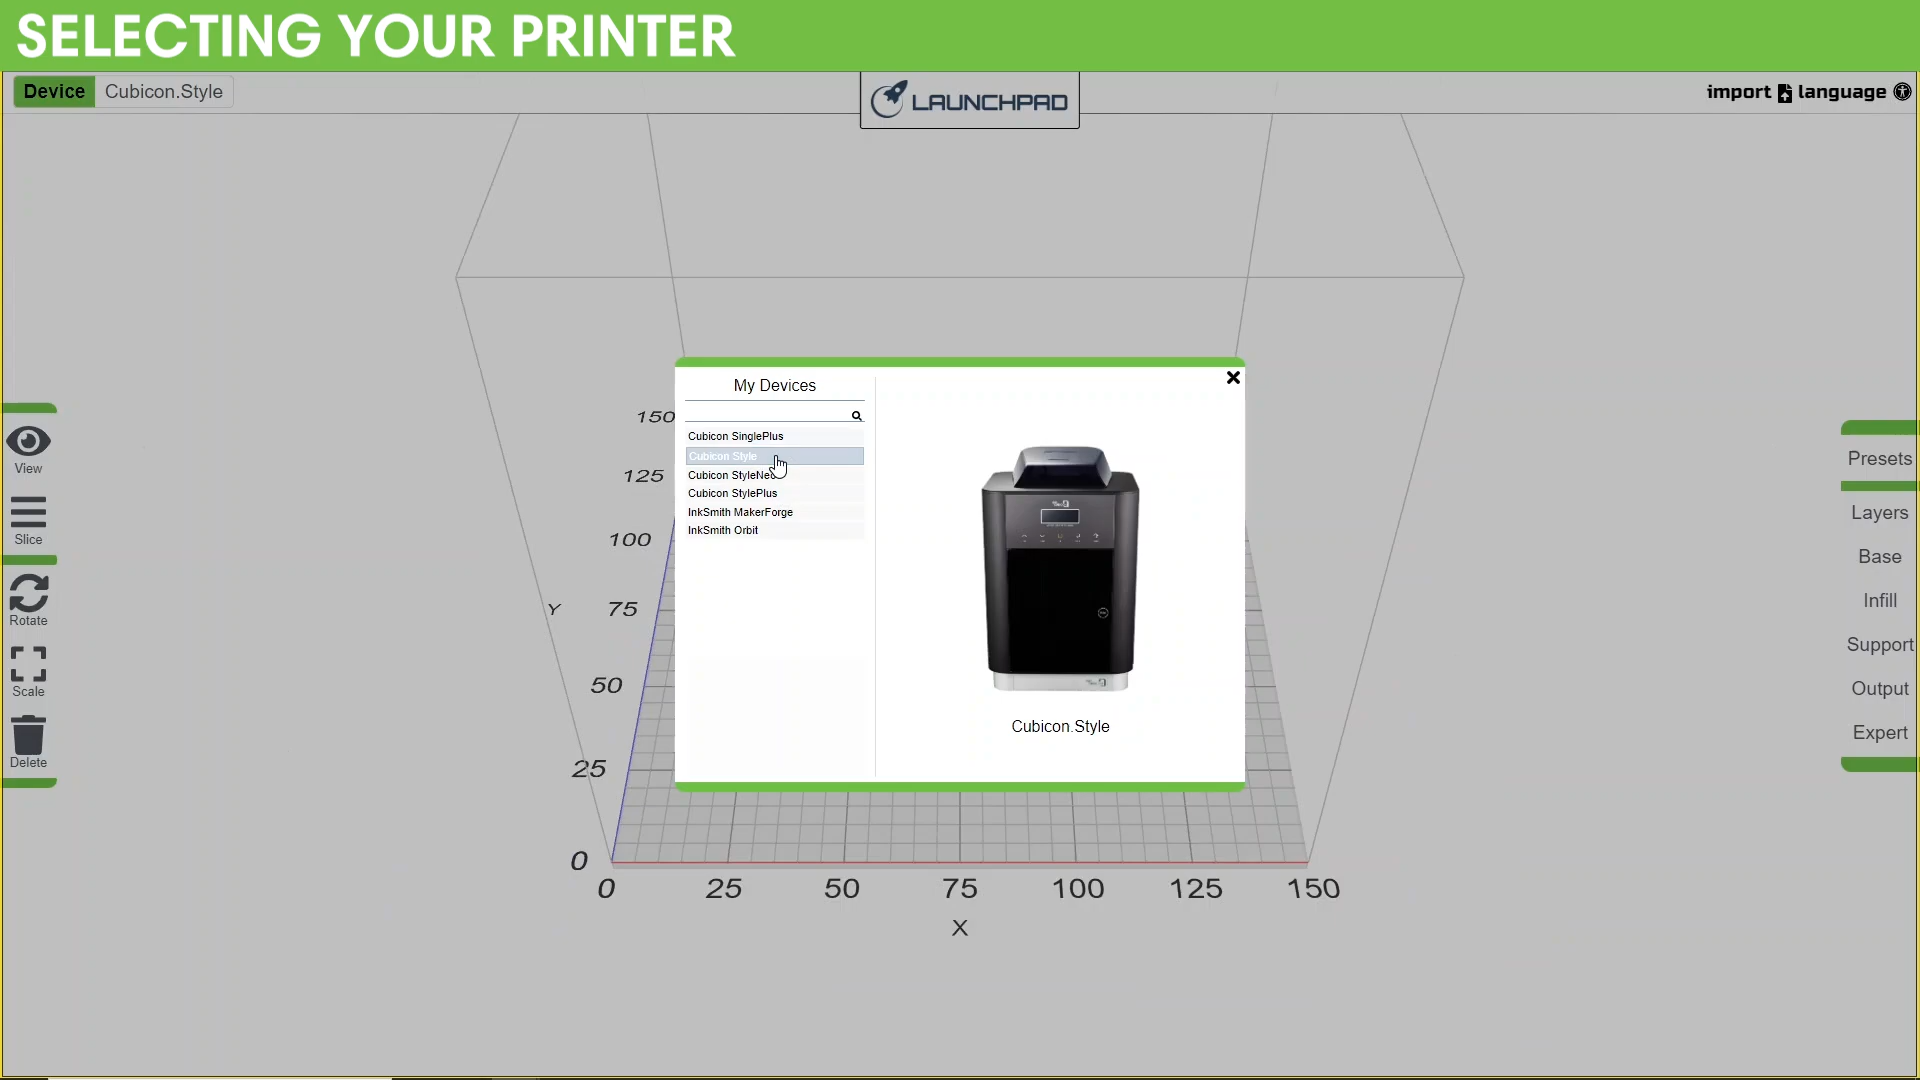 SELECTING YOUR PRINTER
Device Cubicon.Style
LAUNCHPAD
import language
My Devices
Cubicon SinglePlus
Cubicon Style
Cubicon StyleNeo
Cubicon StylePlus
InkSmith MakerForge
InkSmith Orbit
Cubicon.Style
View
Slice
Rotate
Scale
Delete
Presets
Layers
Base
Infill
Support
Output
Expert
150
125
100
Y
75
50
25
0
0
25
50
75
100
125
150
X